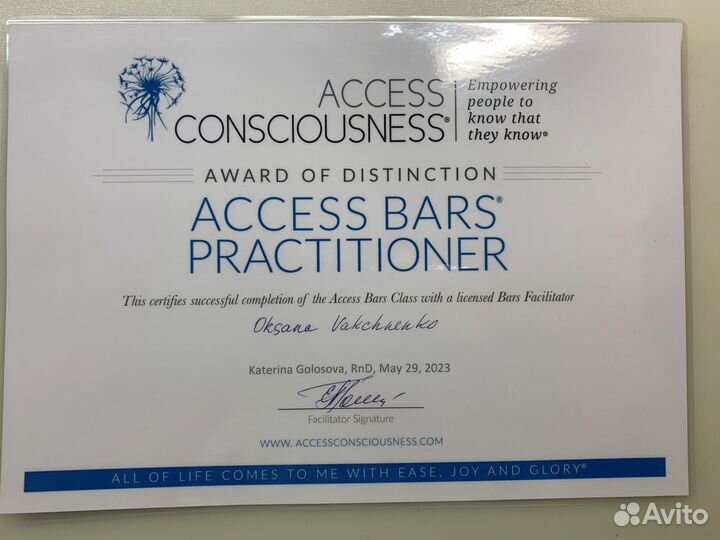 ACCESS
CONSCIOUSNESS®
Empowering
people to
know that
they know®
AWARD OF DISTINCTION
ACCESS BARS®
PRACTITIONER
This certifies successful completion of the Access Bars Class with a licensed Bars Facilitator
Oksana Vakchnenko
Katerina Golosova, RnD, May 29, 2023
Facilitator Signature
WWW. ACCESSCONSCIOUSNESS.COM
ALL OF LIFE COMES TO ME WITH EASE, JOY AND GLORY®
Avito